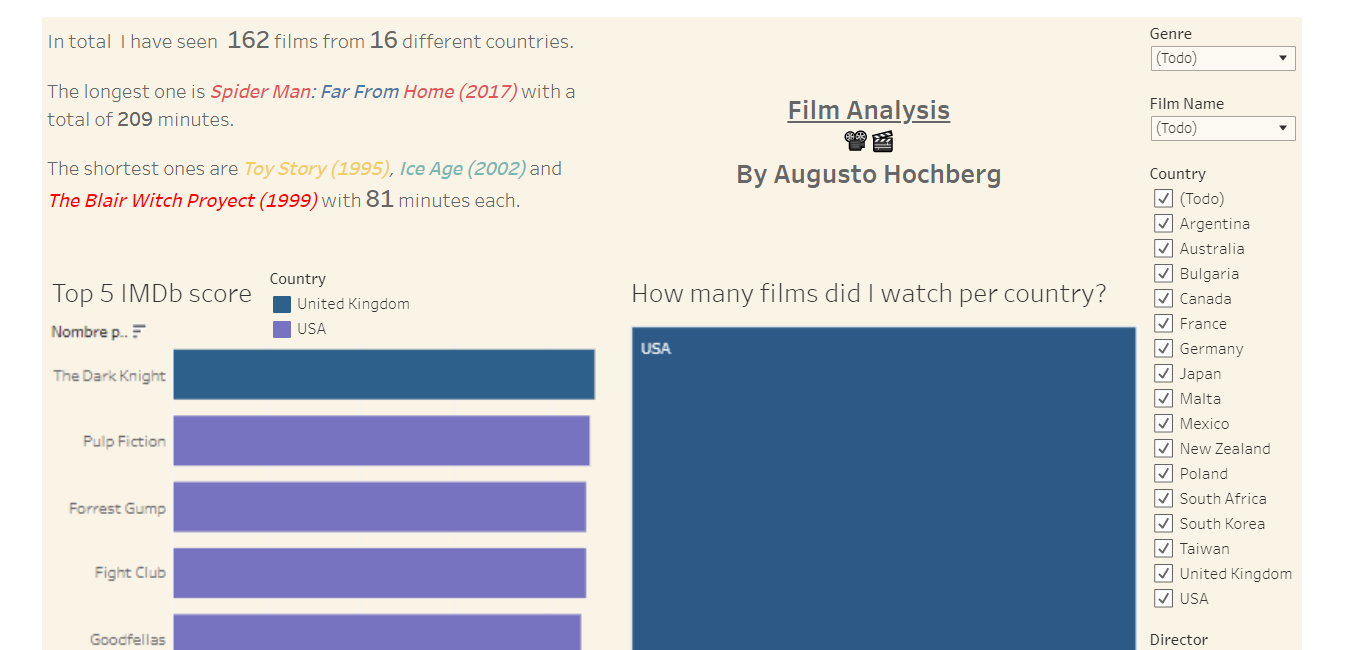 In total I have seen 162 films from 16 different countries.
The longest one is Spider Man: Far From Home (2017) with a
total of 209 minutes.
The shortest ones are Toy Story (1995), Ice Age (2002) and
The Blair Witch Proyect (1999) with 81 minutes each.
Film Analysis
By Augusto Hochberg
Genre
(Todo)
Film Name
(Todo)
Country
(Todo)
Argentina
Australia
Bulgaria
Canada
France
Germany
Japan
Malta
Mexico
New Zealand
Poland
South Africa
South Korea
Taiwan
United Kingdom
USA
Director
Top 5 IMDb score
Country
United Kingdom
USA
Nombre p..
The Dark Knight
Pulp Fiction
Forrest Gump
Fight Club
Goodfellas
How many films did I watch per country?
USA